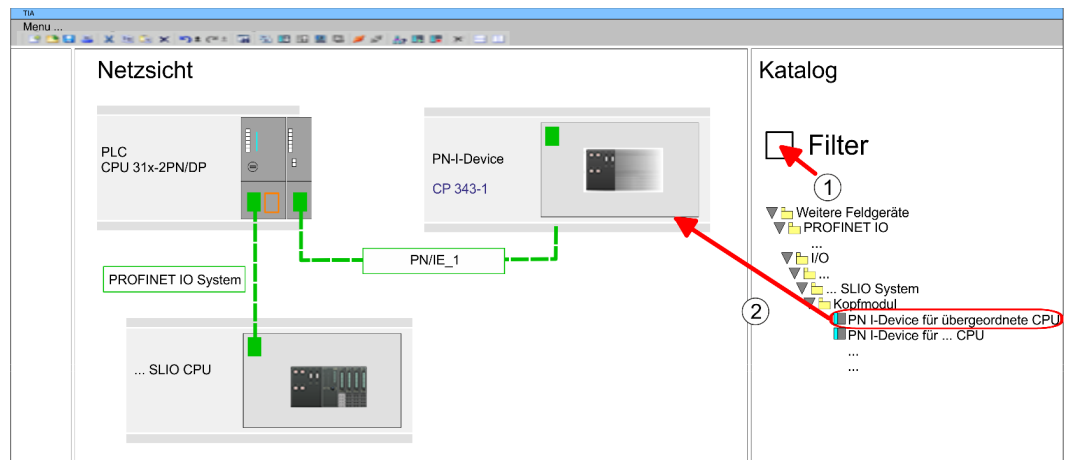 TIA
Menu ...
Netzsicht
PLC
CPU 31x-2PN/DP
PN-I-Device
CP 343-1
PN/IE_1
PROFINET IO System
... SLIO CPU
Katalog
Filter
1
Weitere Feldgeräte
PROFINET IO
...
I/O
...
... SLIO System
Kopfmodul
2
PN I-Device für übergeordnete CPU
PN I-Device für ... CPU
...
...